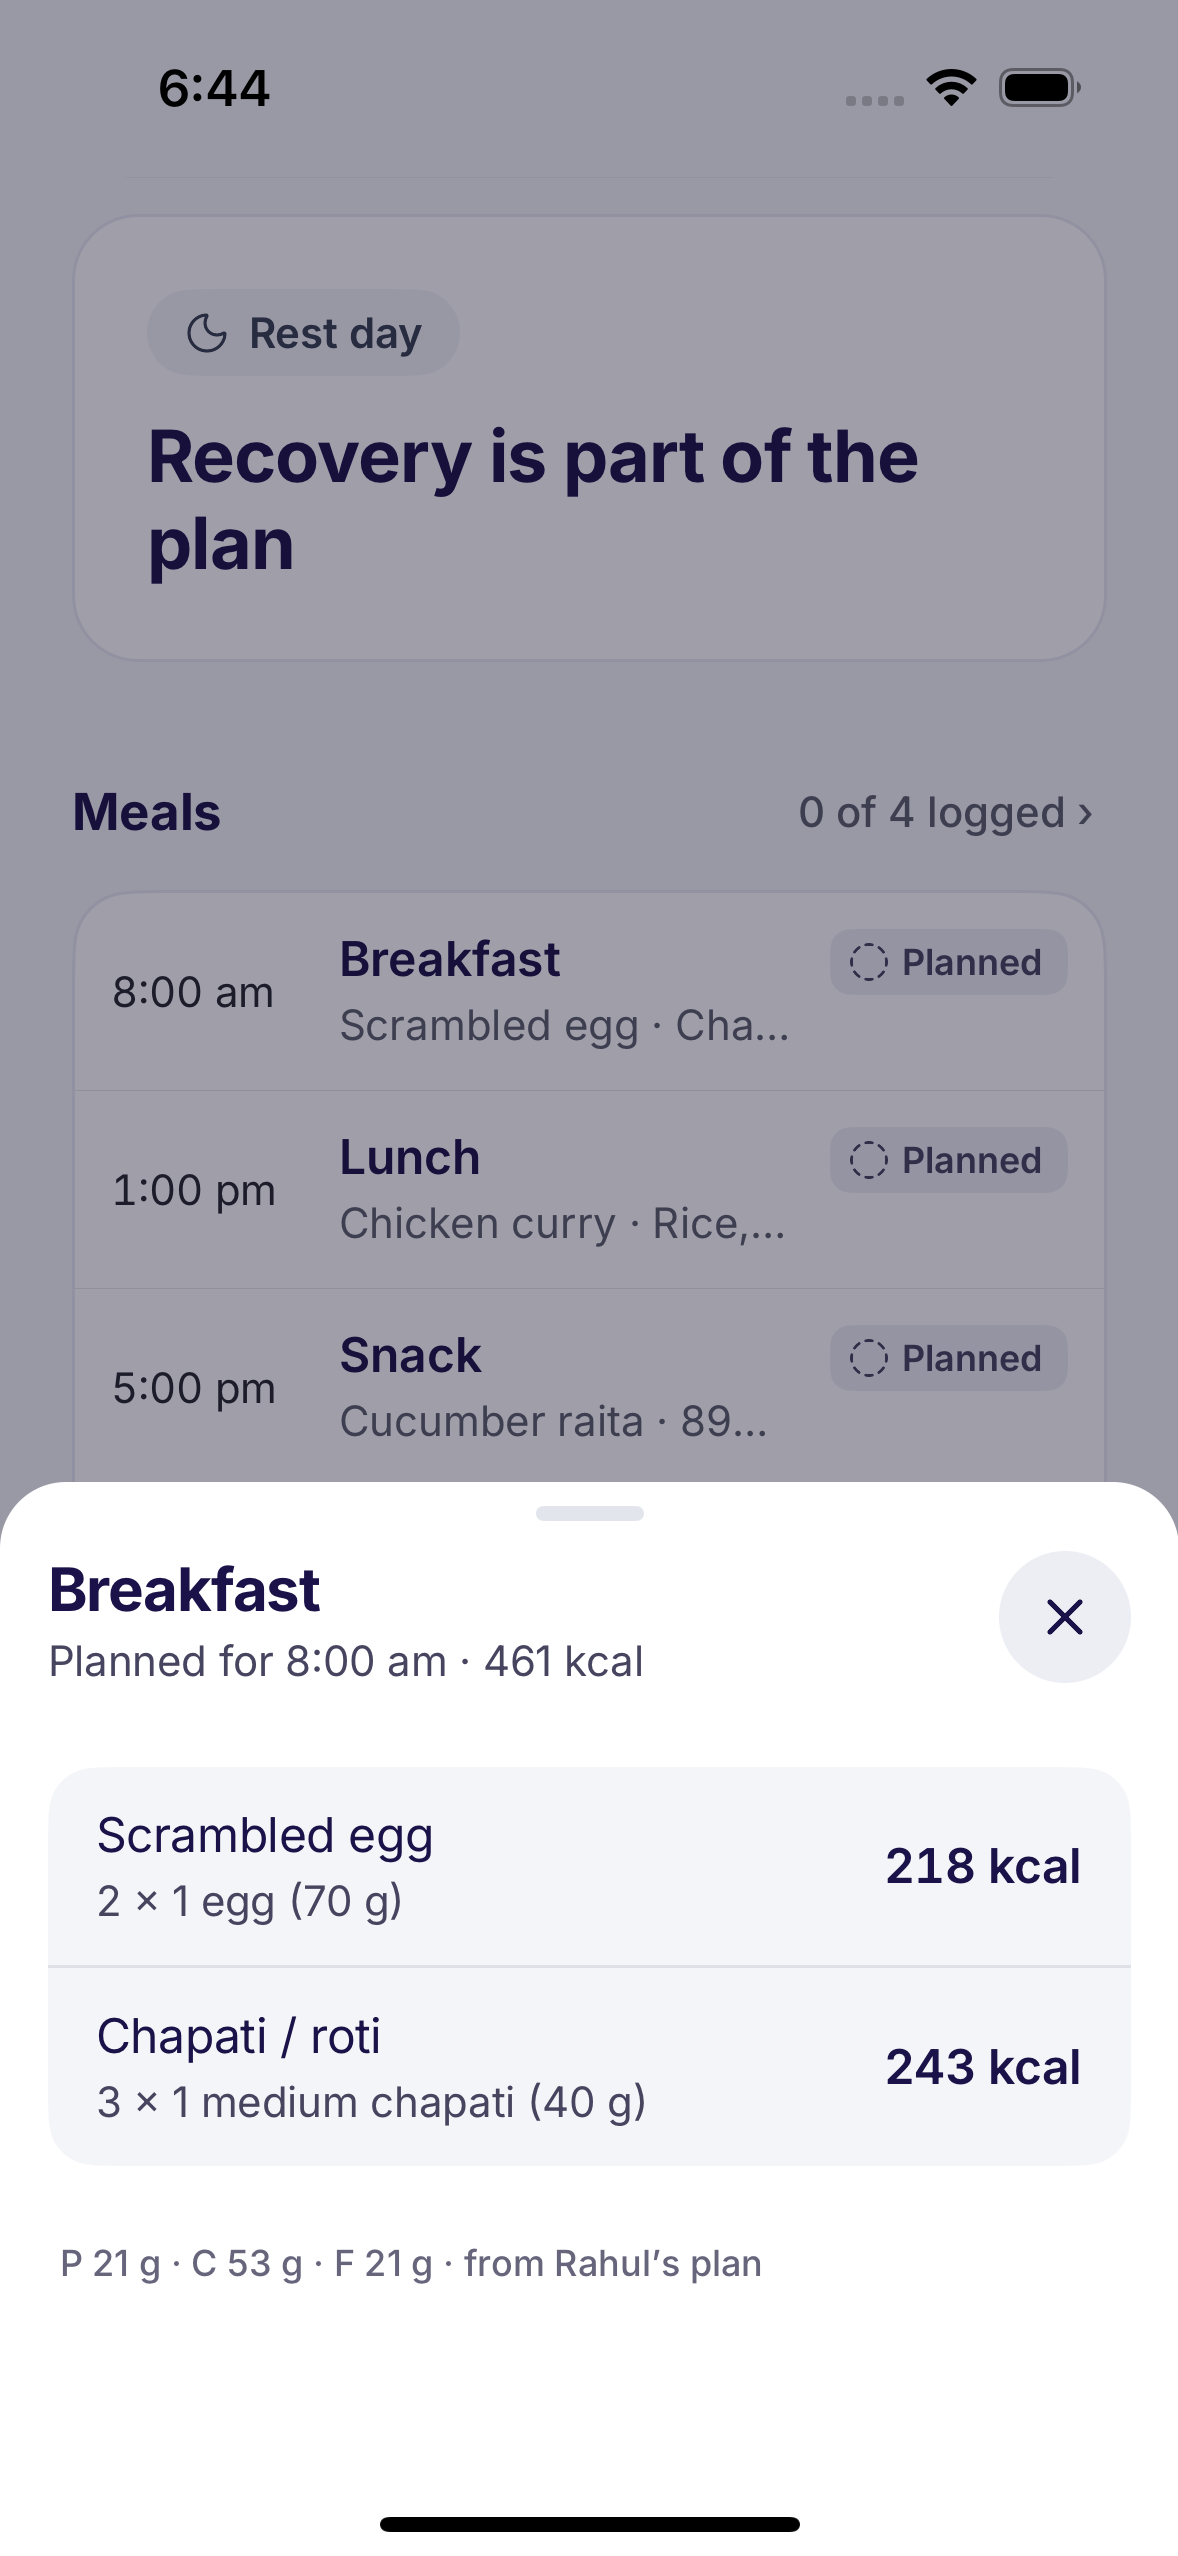 6:44
Rest day
Recovery is part of the
plan
Meals
0 of 4 logged ›
8:00 am
Breakfast
Planned
Scrambled egg · Cha...
1:00 pm
Lunch
Planned
Chicken curry · Rice,...
5:00 pm
Snack
Planned
Cucumber raita · 89...
Breakfast
Planned for 8:00 am · 461 kcal
Scrambled egg
2 × 1 egg (70 g)
218 kcal
Chapati / roti
3 × 1 medium chapati (40 g)
243 kcal
P 21 g · C 53 g · F 21 g · from Rahul’s plan